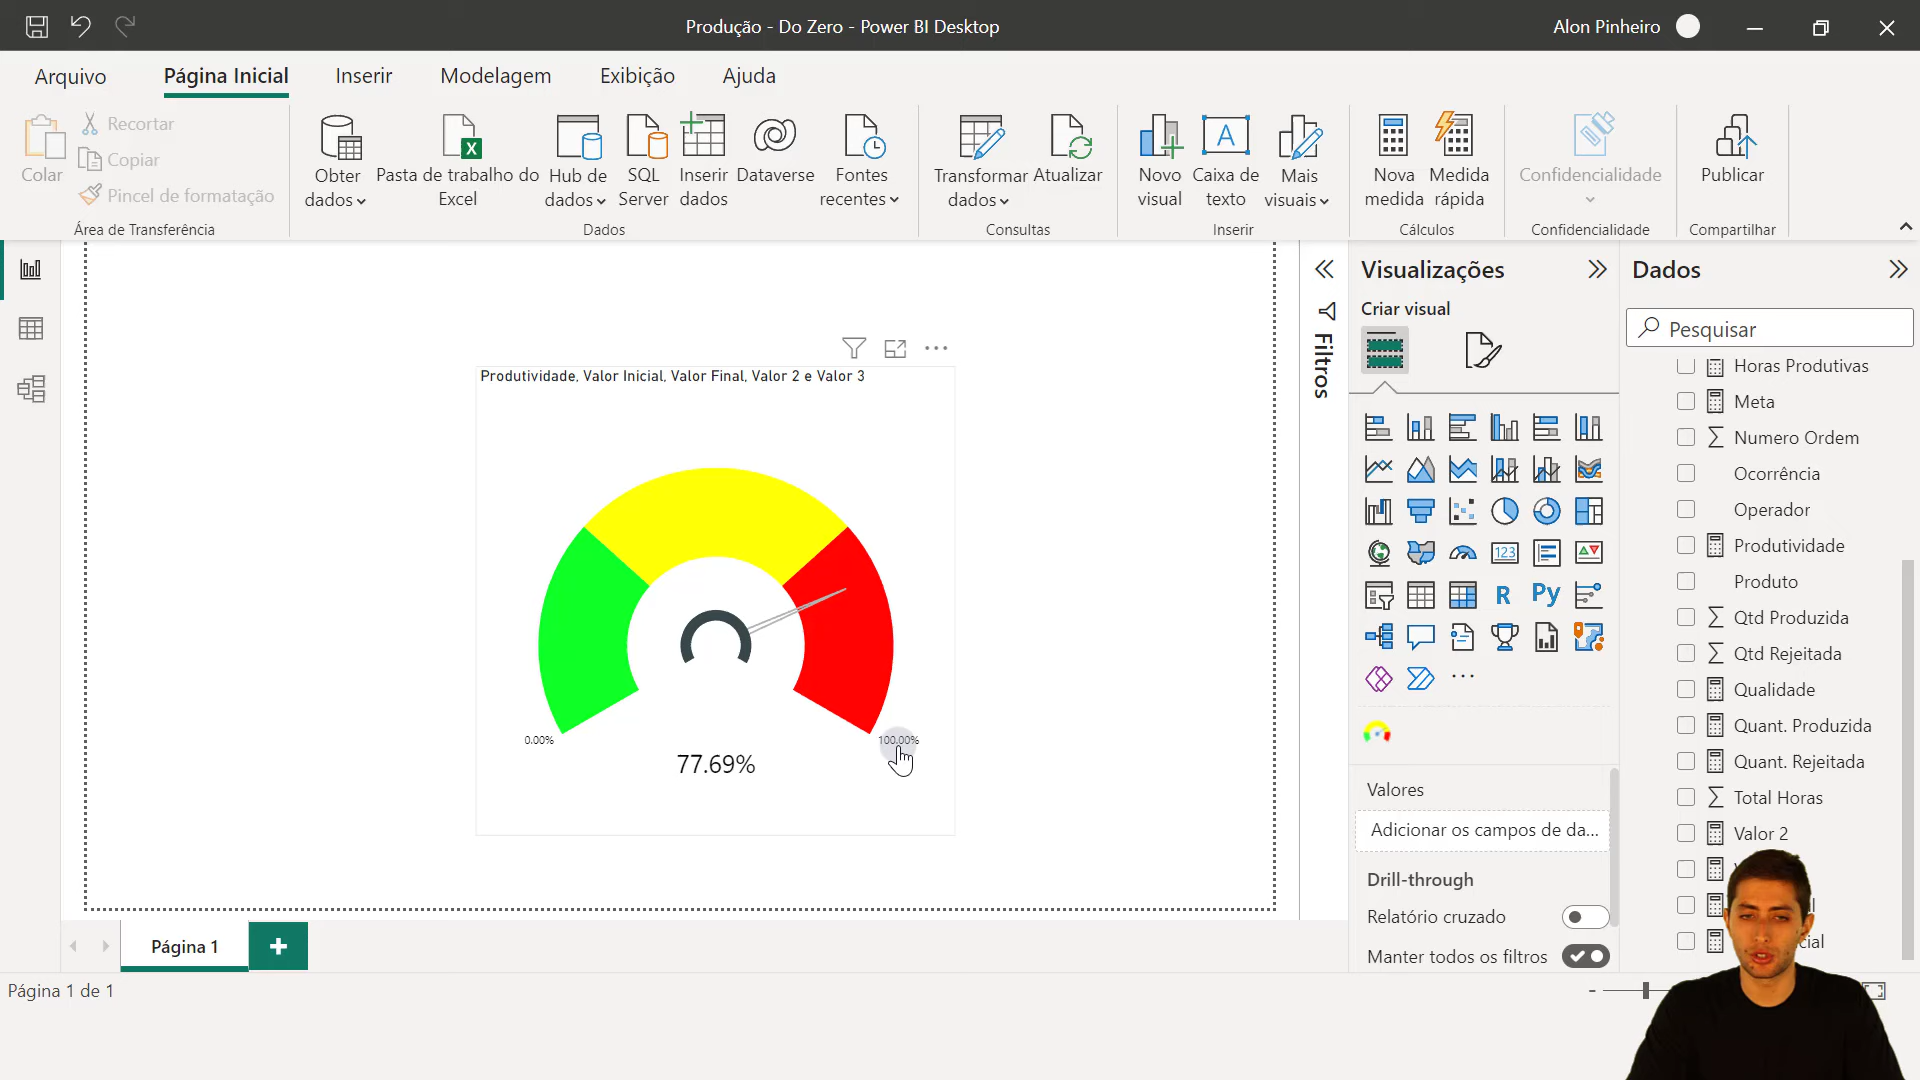 Produção - Do Zero - Power BI Desktop
Alon Pinheiro
Arquivo
Página Inicial
Inserir
Modelagem
Exibição
Ajuda
Colar
Recortar
Copiar
Pincel de formatação
Área de Transferência
Obter dados
Pasta de trabalho do Excel
Hub de dados
SQL Server
Inserir dados
Dataverse
Fontes recentes
Dados
Transformar dados
Atualizar
Consultas
Novo visual
Caixa de texto
Mais visuais
Inserir
Nova medida
Medida rápida
Cálculos
Confidencialidade
Confidencialidade
Publicar
Compartilhar
Produtividade, Valor Inicial, Valor Final, Valor 2 e Valor 3
0.00%
100.00%
77.69%
Filtros
Visualizações
Criar visual
123
R
Py
Valores
Adicionar os campos de da...
Drill-through
Relatório cruzado
Manter todos os filtros
Dados
Pesquisar
Horas Produtivas
Meta
Numero Ordem
Ocorrência
Operador
Produtividade
Produto
Qtd Produzida
Qtd Rejeitada
Qualidade
Quant. Produzida
Quant. Rejeitada
Total Horas
Valor 2
Página 1
Página 1 de 1